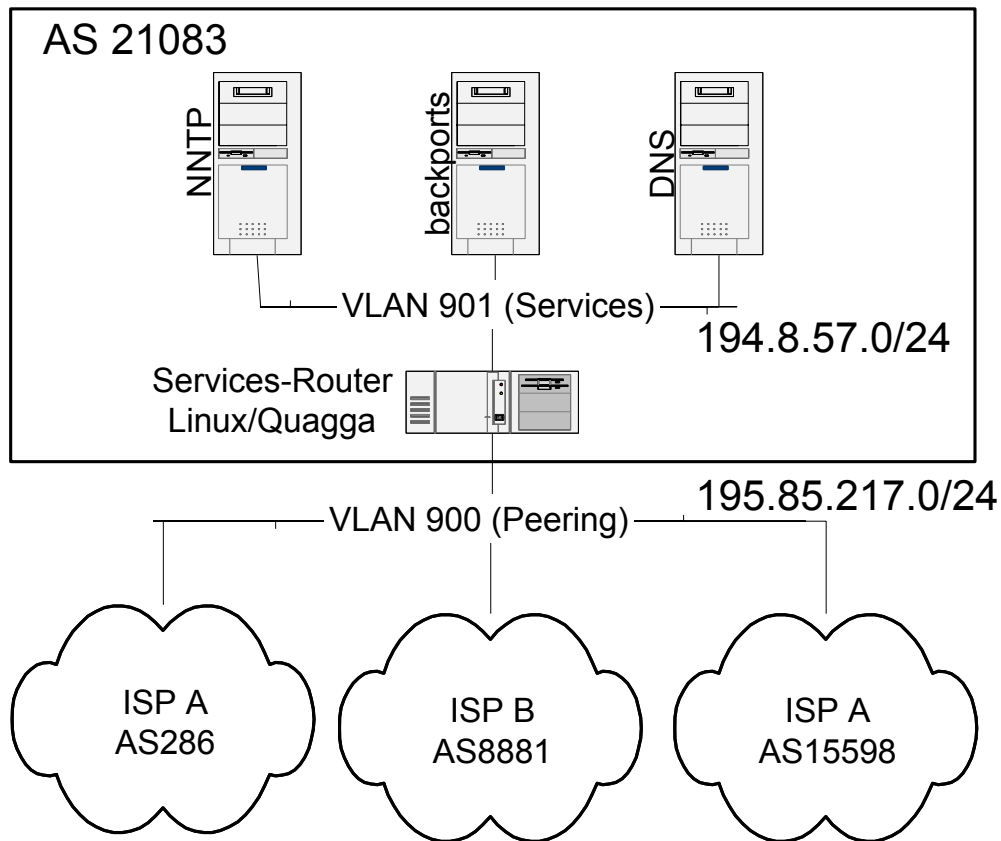 AS 21083
NNTP
backports
DNS
VLAN 901 (Services)
194.8.57.0/24
Services-Router
Linux/Quagga
195.85.217.0/24
VLAN 900 (Peering)
ISP A
AS286
ISP B
AS8881
ISP A
AS15598